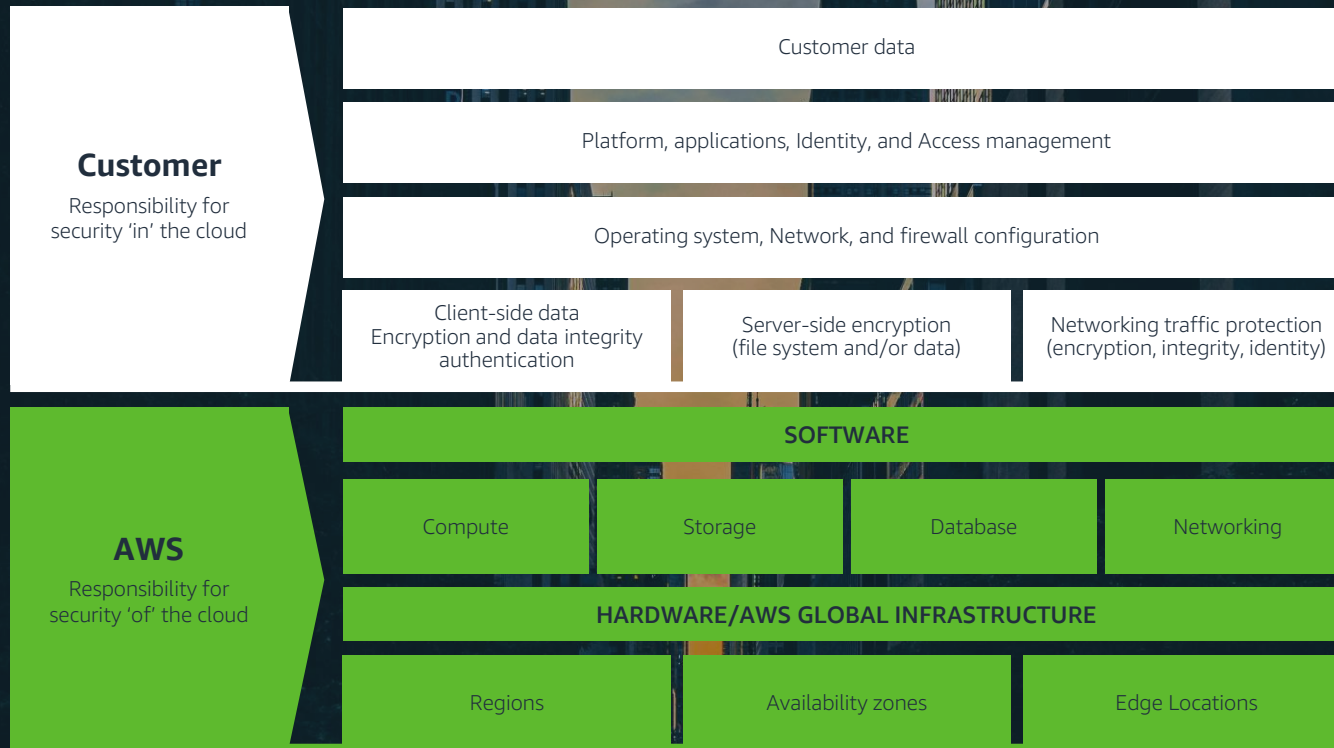 Customer
Responsibility for
security ‘in’ the cloud
Customer data
Platform, applications, Identity, and Access management
Operating system, Network, and firewall configuration
Client-side data
Encryption and data integrity
authentication
Server-side encryption
(file system and/or data)
Networking traffic protection
(encryption, integrity, identity)
AWS
Responsibility for
security ‘of’ the cloud
SOFTWARE
Compute
Storage
Database
Networking
HARDWARE/AWS GLOBAL INFRASTRUCTURE
Regions
Availability zones
Edge Locations